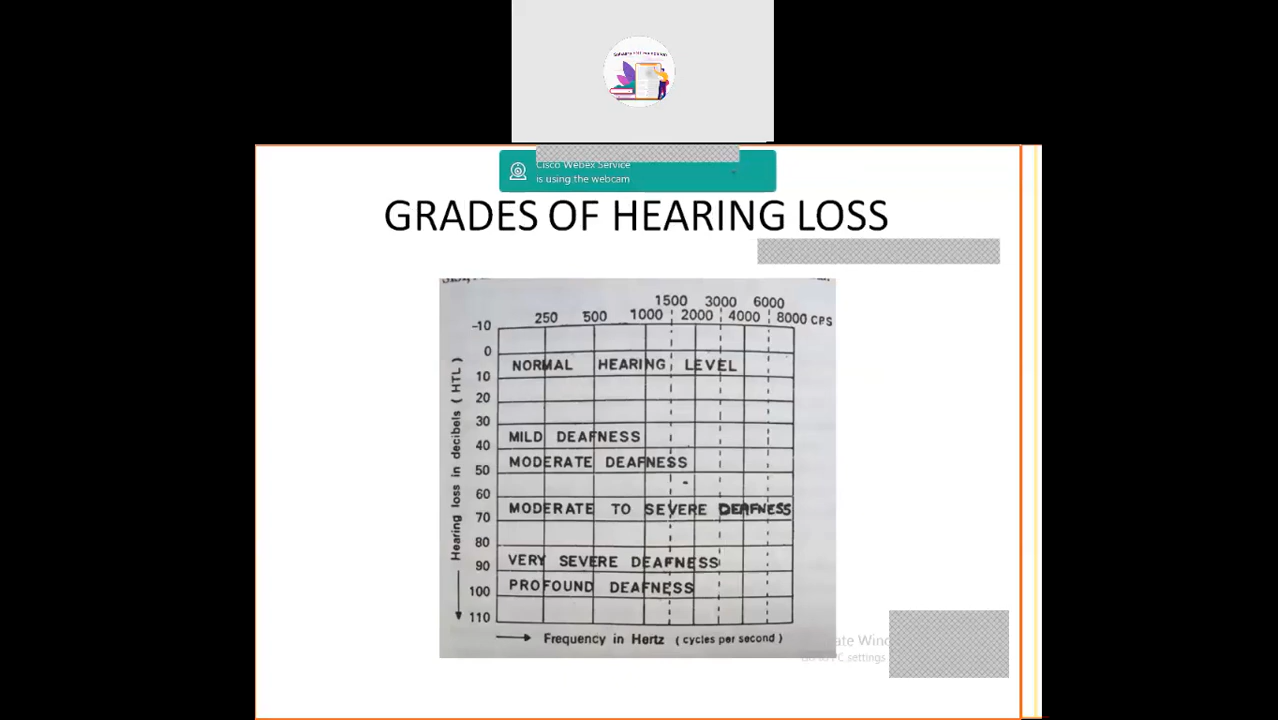 Cisco Webex Service
is using the webcam
GRADES OF HEARING LOSS
1500 3000 6000
250 500 1000 2000 4000 8000 CPS
-10
0
NORMAL HEARING LEVEL
10
20
30
MILD DEAFNESS
40
MODERATE DEAFNESS
50
60
MODERATE TO SEVERE DEAFNESS
70
80
VERY SEVERE DEAFNESS
90
PROFOUND DEAFNESS
100
110
Hearing loss in decibels (HTL)
Frequency in Hertz (cycles per second)
PC settings